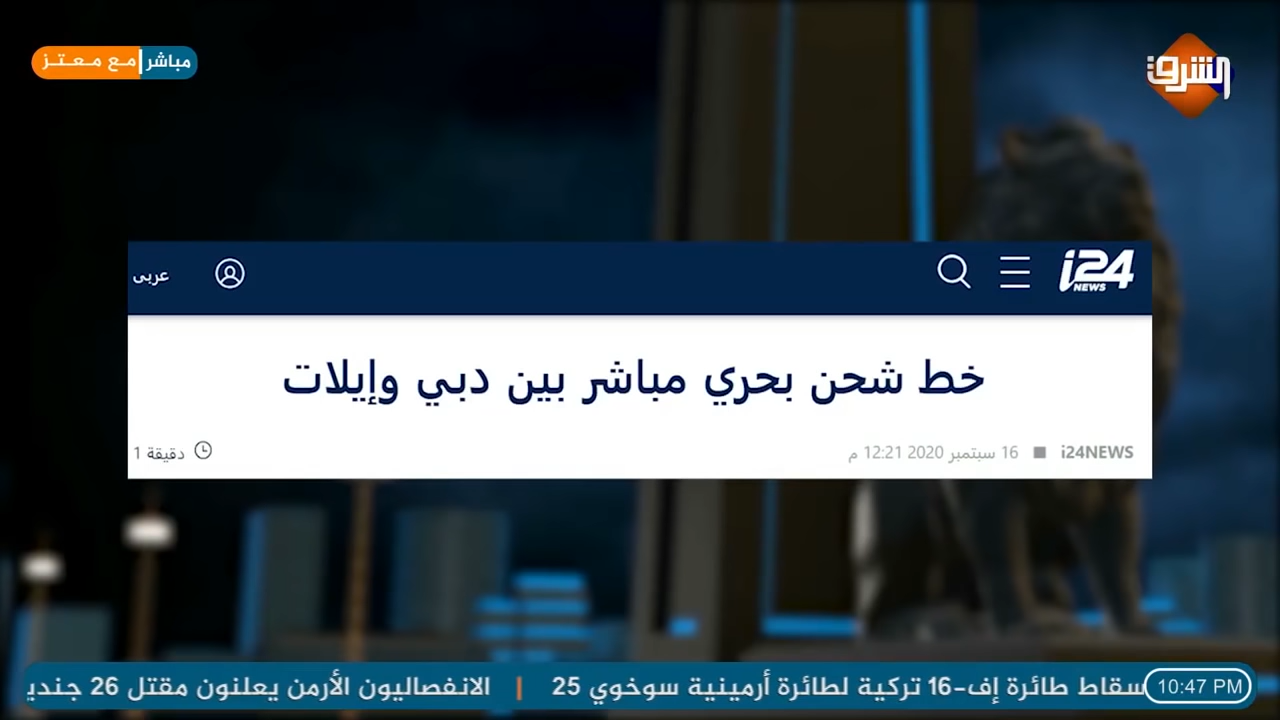 مباشر مع معتز
الشرق
عربى
i24
NEWS
خط شحن بحري مباشر بين دبي وإيلات
i24NEWS ■ 16 سبتمبر 2020 12:21 م
دقيقة 1
10:47 PM
سقاط طائرة إف-16 تركية لطائرة أرمينية سوخوي 25 | الانفصاليون الأرمن يعلنون مقتل 26 جندي